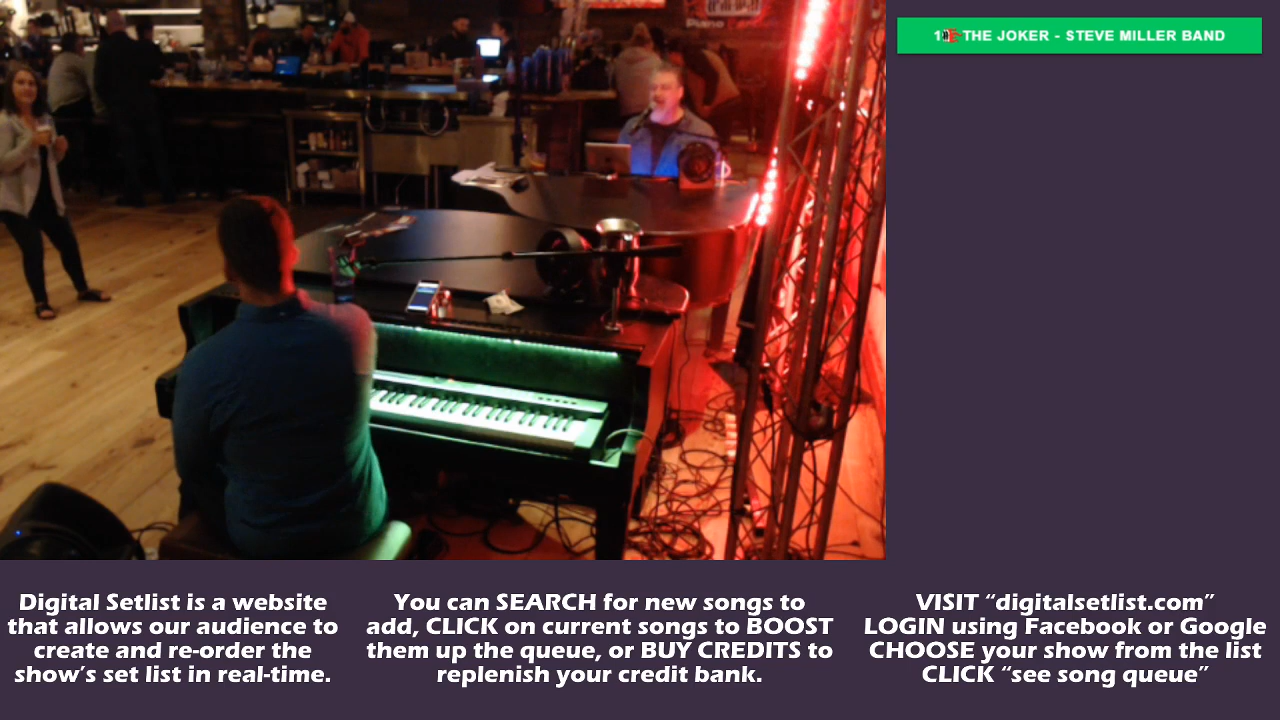 Piano
1 THE JOKER - STEVE MILLER BAND
Digital Setlist is a website
that allows our audience to
create and re-order the
show's set list in real-time.
You can SEARCH for new songs to
add, CLICK on current songs to BOOST
them up the queue, or BUY CREDITS to
replenish your credit bank.
VISIT “digitalsetlist.com”
LOGIN using Facebook or Google
CHOOSE your show from the list
CLICK “see song queue”